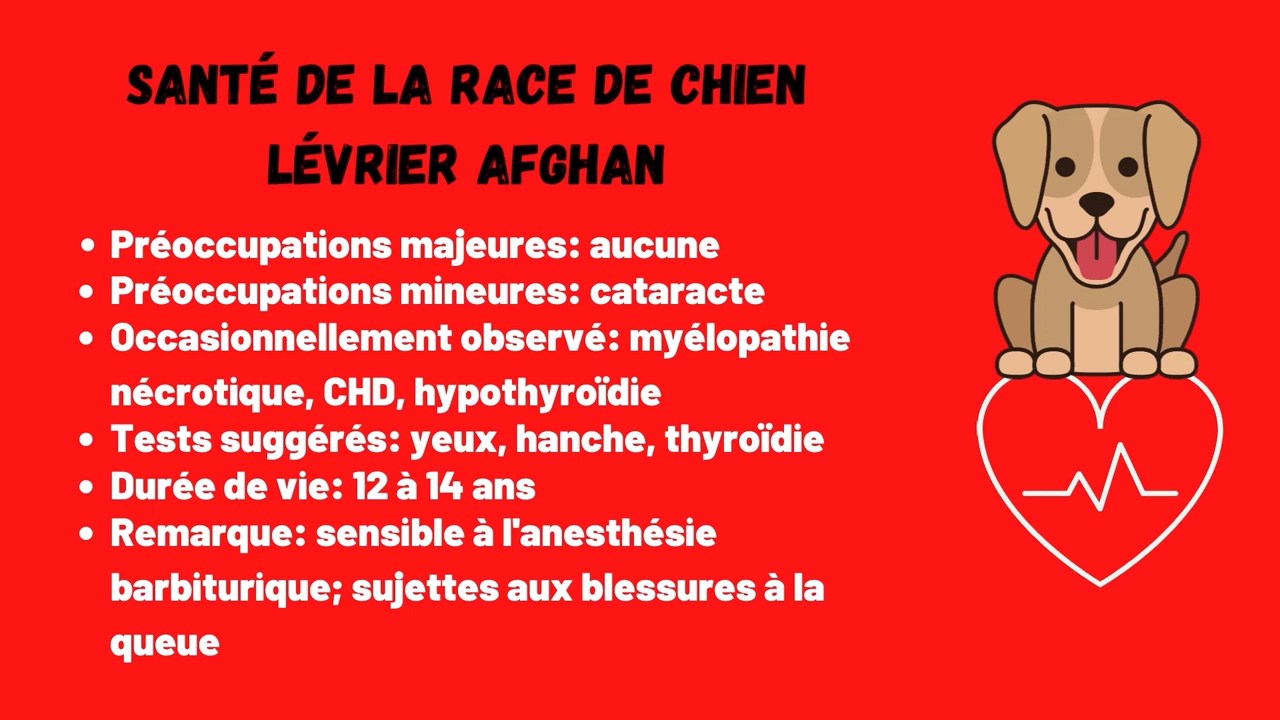 SANTÉ DE LA RACE DE CHIEN
LÉVRIER AFGHAN
• Préoccupations majeures: aucune
• Préoccupations mineures: cataracte
• Occasionnellement observé: myélopathie
nécrotique, CHD, hypothyroïdie
• Tests suggérés: yeux, hanche, thyroïdie
• Durée de vie: 12 à 14 ans
• Remarque: sensible à l'anesthésie
barbiturique; sujettes aux blessures à la
queue